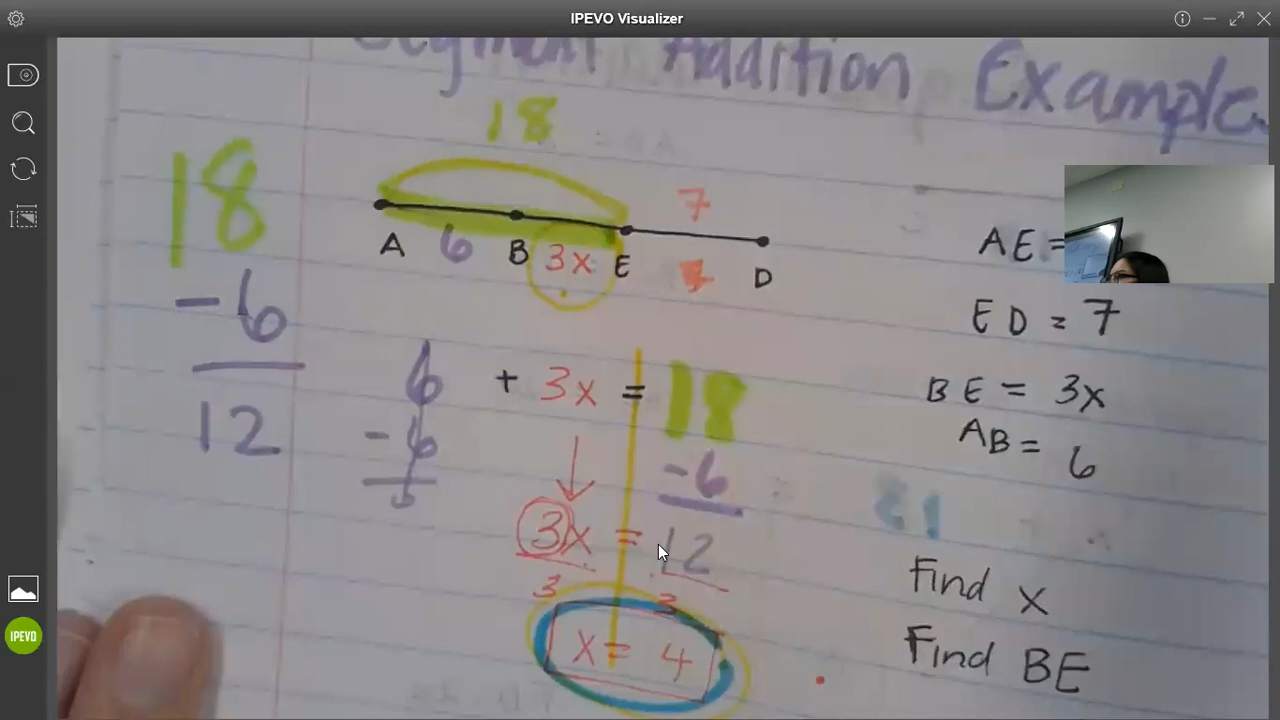 IPEVO Visualizer
Segment Addition Example.
18
18
7
A 6 B 3x E D
- 6
12
AE =
ED = 7
BE = 3x
AB = 6
6 + 3x = 18
- 6 - 6
3x = 12
3 3
x = 4
Find x
Find BE
IPEVO